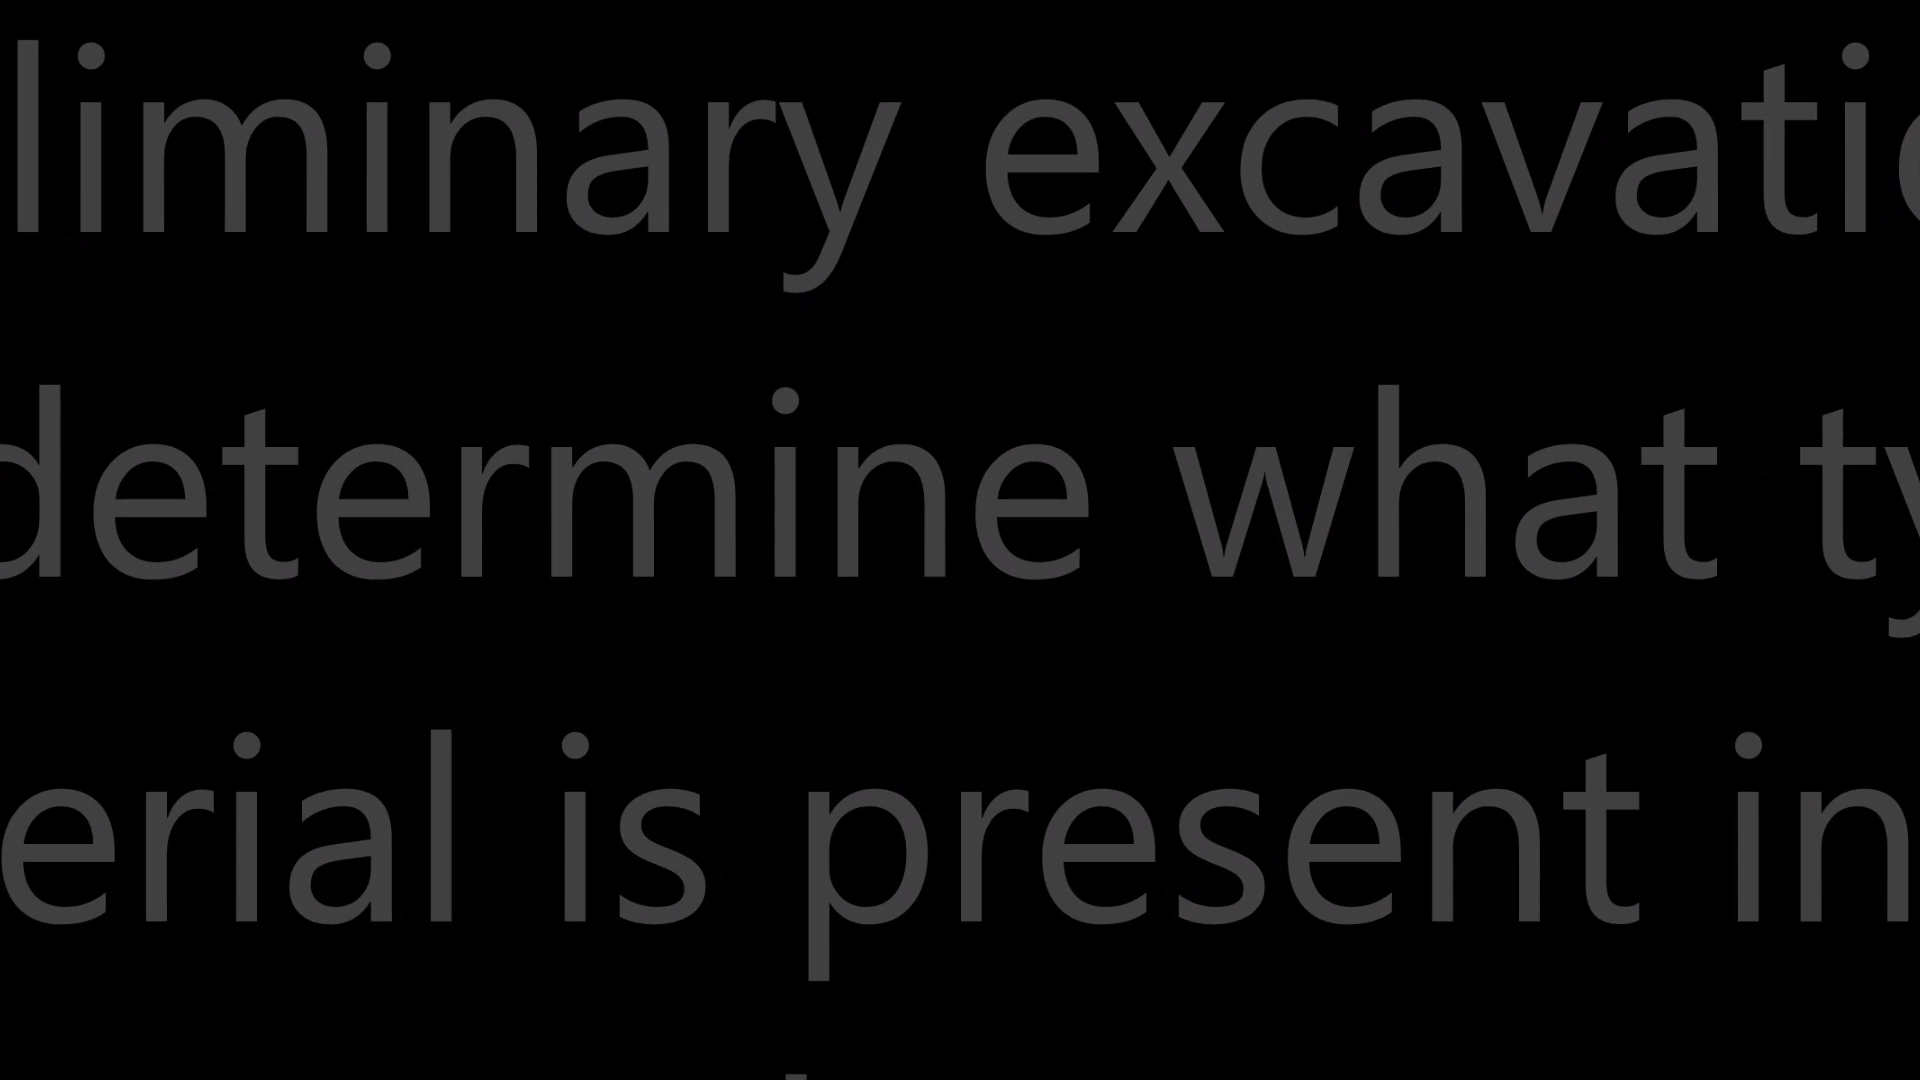 liminary excavatio
determine what ty
erial is present in